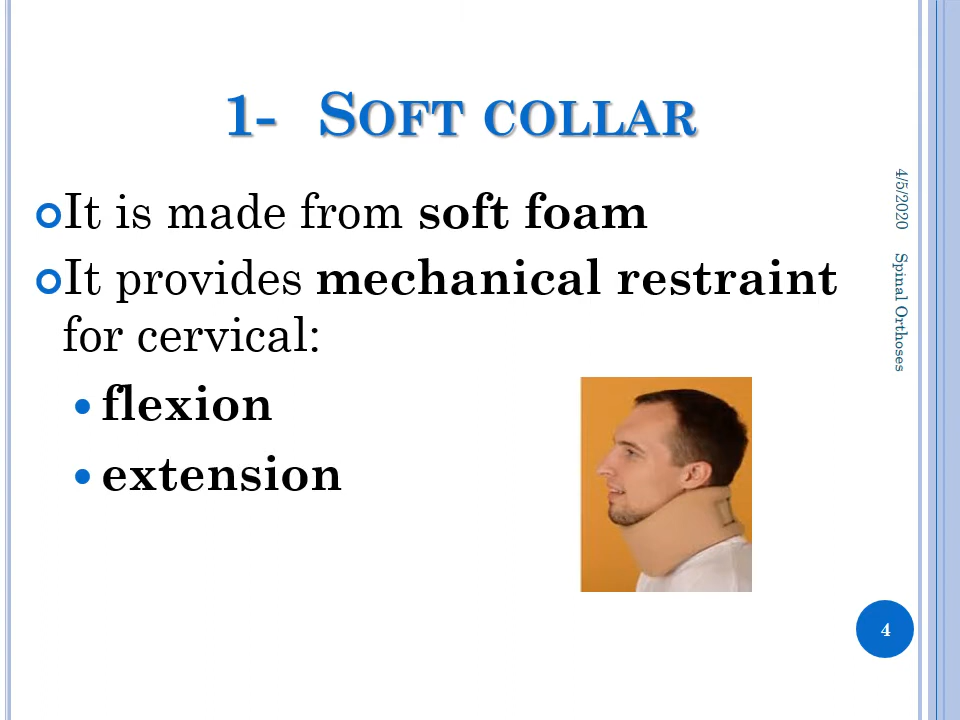 1- SOFT COLLAR
It is made from soft foam
It provides mechanical restraint
for cervical:
flexion
extension
4/5/2020
Spinal Orthoses
4